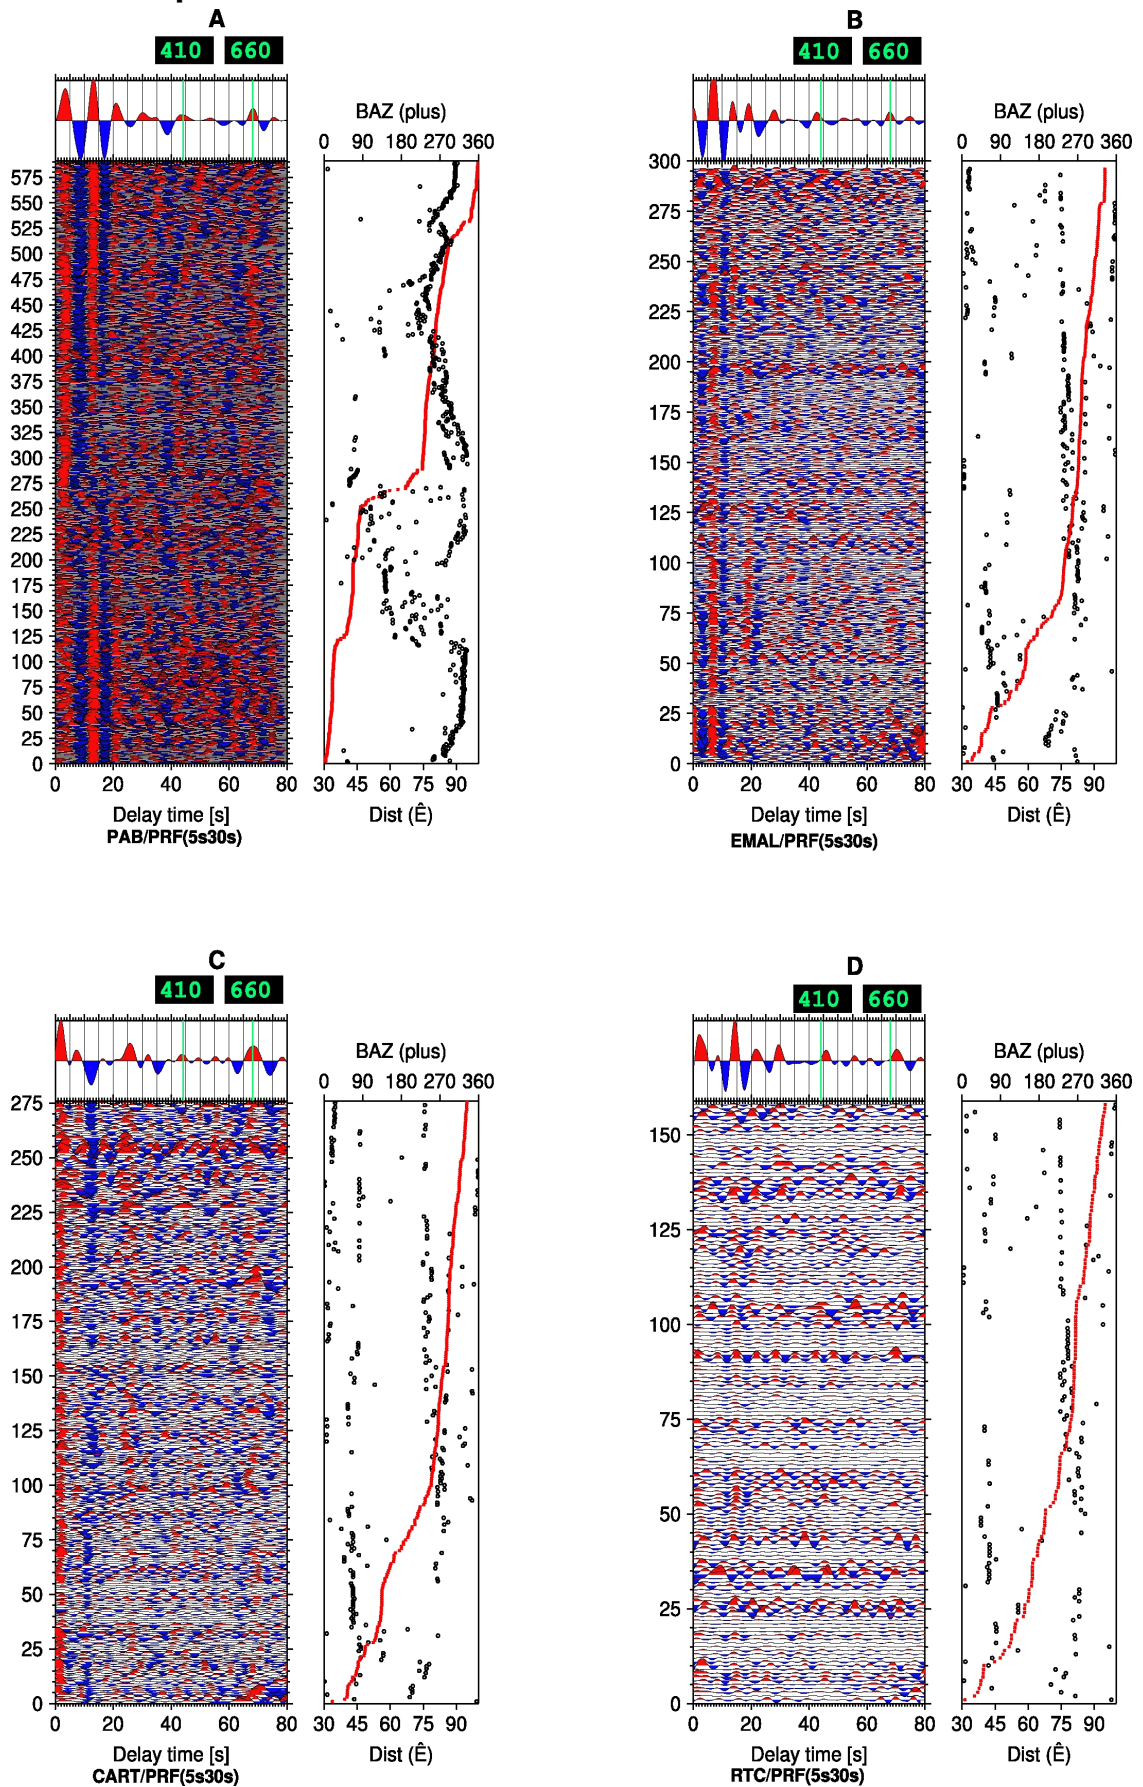 A
410 660
BAZ (plus)
0 90 180 270 360
575
550
525
500
475
450
425
400
375
350
325
300
275
250
225
200
175
150
125
100
75
50
25
0
0 20 40 60 80
30 45 60 75 90
Delay time [s]
Dist (Ê)
PAB/PRF(5s30s)
B
410 660
BAZ (plus)
0 90 180 270 360
300
275
250
225
200
175
150
125
100
75
50
25
0
0 20 40 60 80
30 45 60 75 90
Delay time [s]
Dist (Ê)
EMAL/PRF(5s30s)
C
410 660
BAZ (plus)
0 90 180 270 360
275
250
225
200
175
150
125
100
75
50
25
0
0 20 40 60 80
30 45 60 75 90
Delay time [s]
Dist (Ê)
CART/PRF(5s30s)
D
410 660
BAZ (plus)
0 90 180 270 360
150
125
100
75
50
25
0
0 20 40 60 80
30 45 60 75 90
Delay time [s]
Dist (Ê)
RTC/PRF(5s30s)